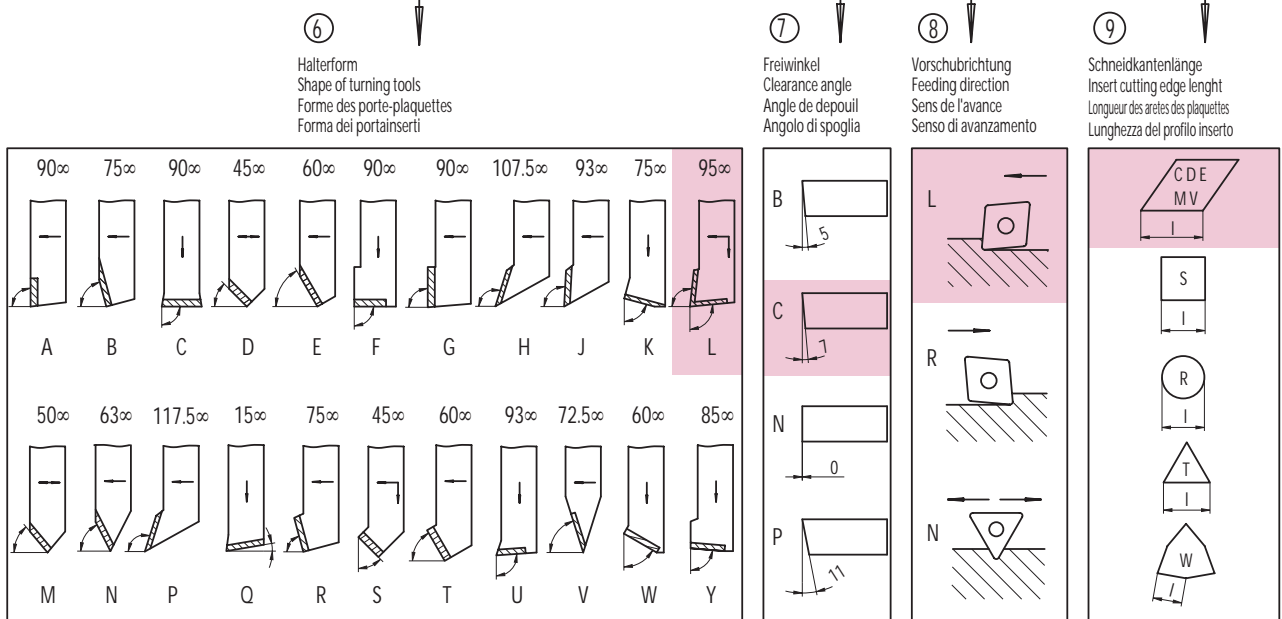 6
Halterform
Shape of turning tools
Forme des porte-plaquettes
Forma dei portainserti
90∞ 75∞ 90∞ 45∞ 60∞ 90∞ 90∞ 107.5∞ 93∞ 75∞ 95∞
A B C D E F G H J K L
50∞ 63∞ 117.5∞ 15∞ 75∞ 45∞ 60∞ 93∞ 72.5∞ 60∞ 85∞
M N P Q R S T U V W Y
7
Freiwinkel
Clearance angle
Angle de depouil
Angolo di spoglia
B
5
C
7
N
0
P
11
8
Vorschubrichtung
Feeding direction
Sens de l'avance
Senso di avanzamento
L
R
N
9
Schneidkantenlänge
Insert cutting edge lenght
Longueur des aretes des plaquettes
Lunghezza del profilo inserto
C D E
M V
l
S
l
R
l
T
l
W
l